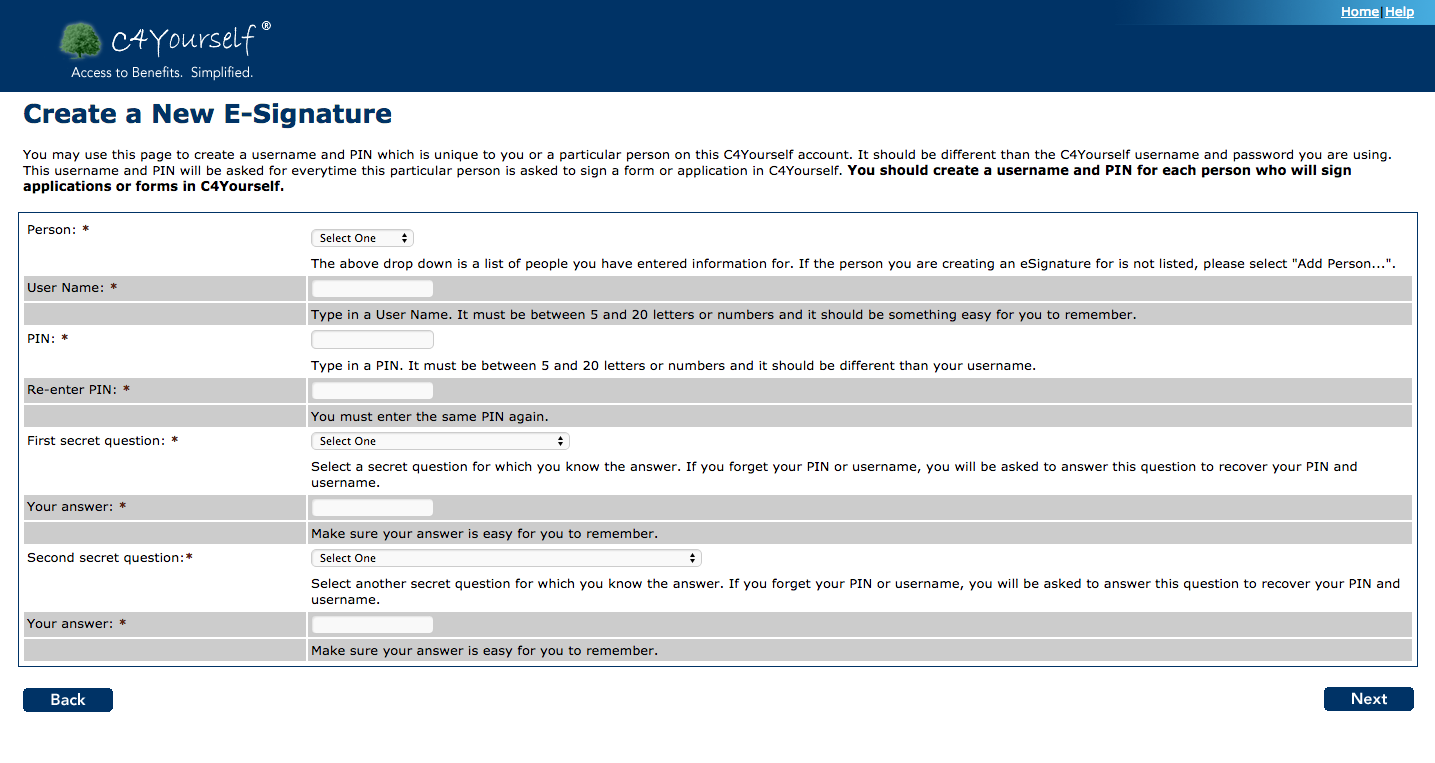 Home | Help
C4Yourself ®
Access to Benefits. Simplified.
Create a New E-Signature
You may use this page to create a username and PIN which is unique to you or a particular person on this C4Yourself account. It should be different than the C4Yourself username and password you are using.
This username and PIN will be asked for everytime this particular person is asked to sign a form or application in C4Yourself. You should create a username and PIN for each person who will sign
applications or forms in C4Yourself.
Person: *
Select One
The above drop down is a list of people you have entered information for. If the person you are creating an eSignature for is not listed, please select "Add Person...".
User Name: *
Type in a User Name. It must be between 5 and 20 letters or numbers and it should be something easy for you to remember.
PIN: *
Type in a PIN. It must be between 5 and 20 letters or numbers and it should be different than your username.
Re-enter PIN: *
You must enter the same PIN again.
First secret question: *
Select One
Select a secret question for which you know the answer. If you forget your PIN or username, you will be asked to answer this question to recover your PIN and
username.
Your answer: *
Make sure your answer is easy for you to remember.
Second secret question:*
Select One
Select another secret question for which you know the answer. If you forget your PIN or username, you will be asked to answer this question to recover your PIN and
username.
Your answer: *
Make sure your answer is easy for you to remember.
Back
Next